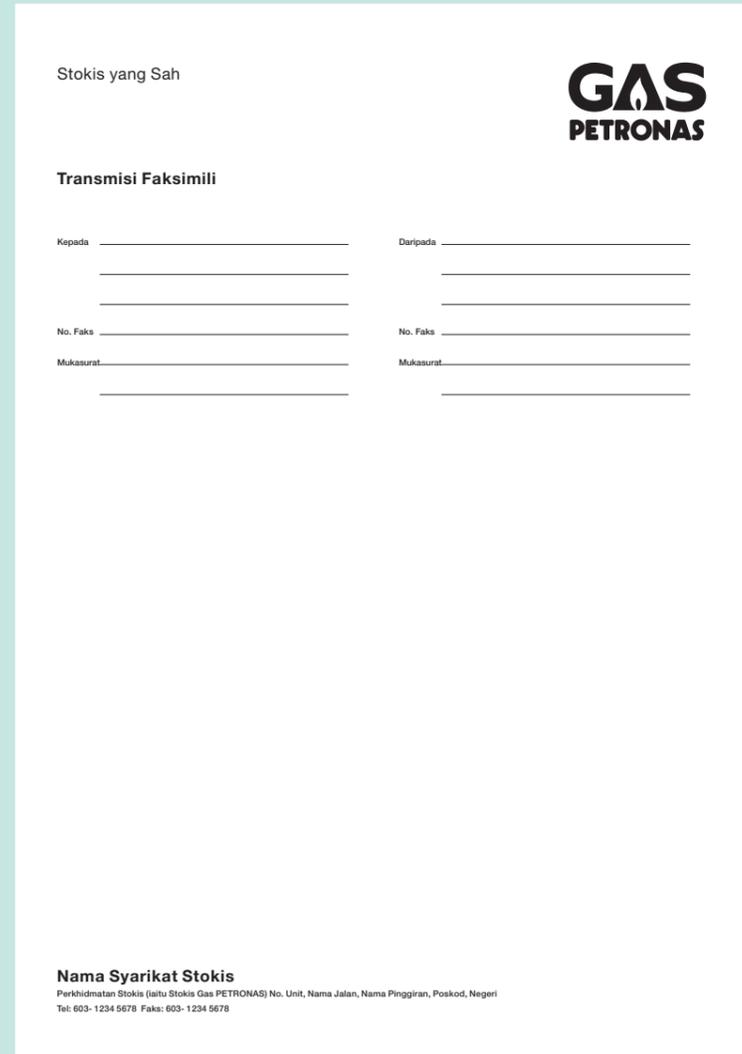 Stokis yang Sah
GAS
PETRONAS
Transmisi Faksimili
Kepada
Daripada
No. Faks
No. Faks
Mukasurat
Mukasurat
Nama Syarikat Stokis
Perkhidmatan Stokis (iaitu Stokis Gas PETRONAS) No. Unit, Nama Jalan, Nama Pinggiran, Poskod, Negeri
Tel: 603- 1234 5678 Faks: 603- 1234 5678